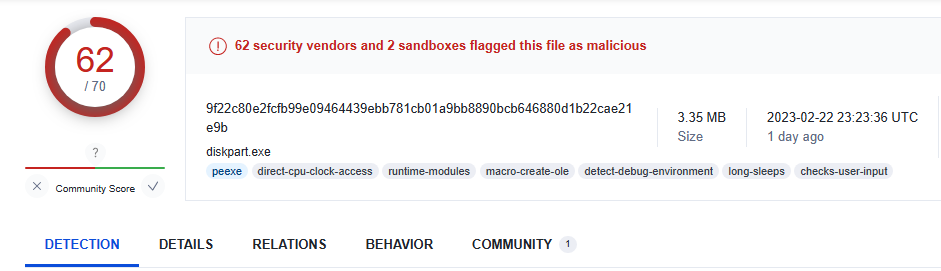 62
/ 70
?
Community Score
62 security vendors and 2 sandboxes flagged this file as malicious
9f22c80e2fcfb99e09464439ebb781cb01a9bb8890bcb646880d1b22cae21
e9b
diskpart.exe
peexe direct-cpu-clock-access runtime-modules macro-create-ole detect-debug-environment long-sleeps checks-user-input
3.35 MB
Size
2023-02-22 23:23:36 UTC
1 day ago
DETECTION DETAILS RELATIONS BEHAVIOR COMMUNITY 1